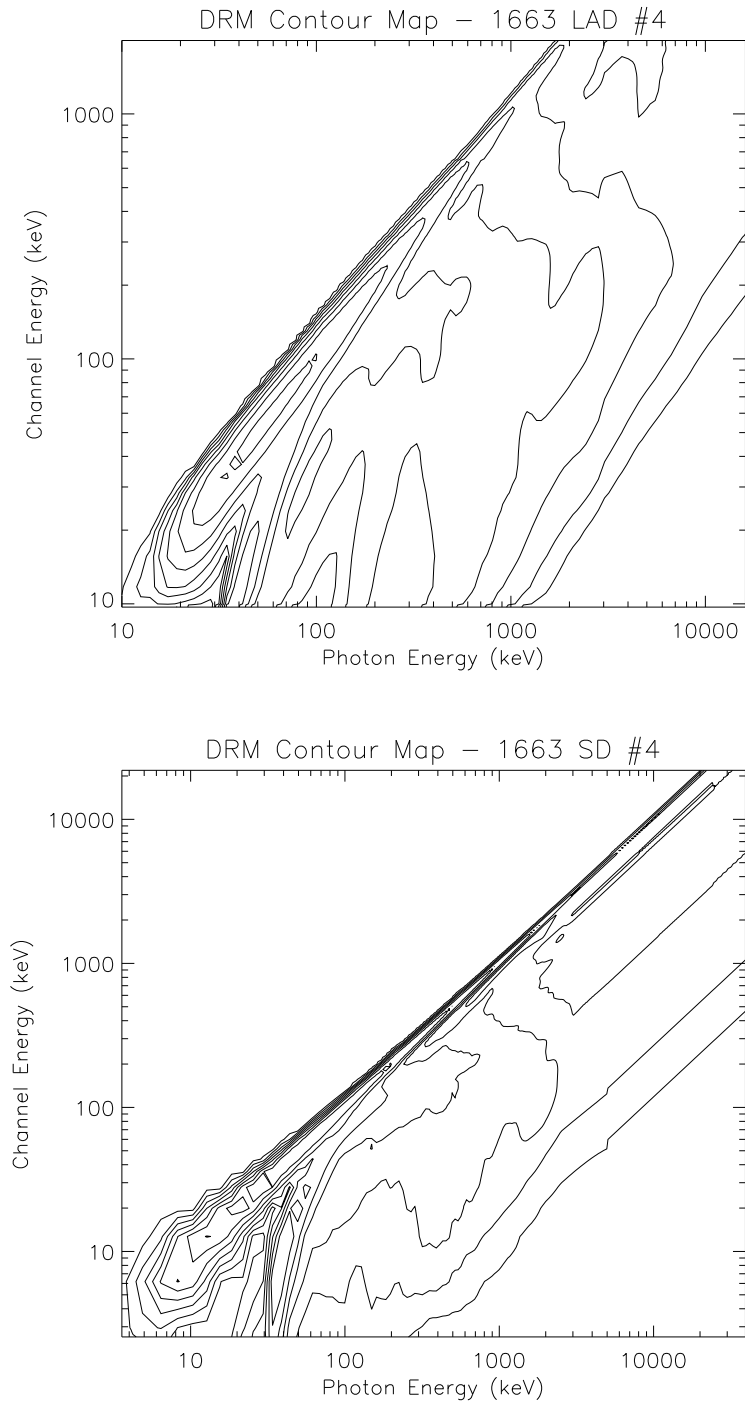 DRM Contour Map – 1663 LAD #4
1000
100
10
Channel Energy (keV)
10 100 1000 10000
Photon Energy (keV)
DRM Contour Map – 1663 SD #4
10000
1000
100
10
Channel Energy (keV)
10 100 1000 10000
Photon Energy (keV)